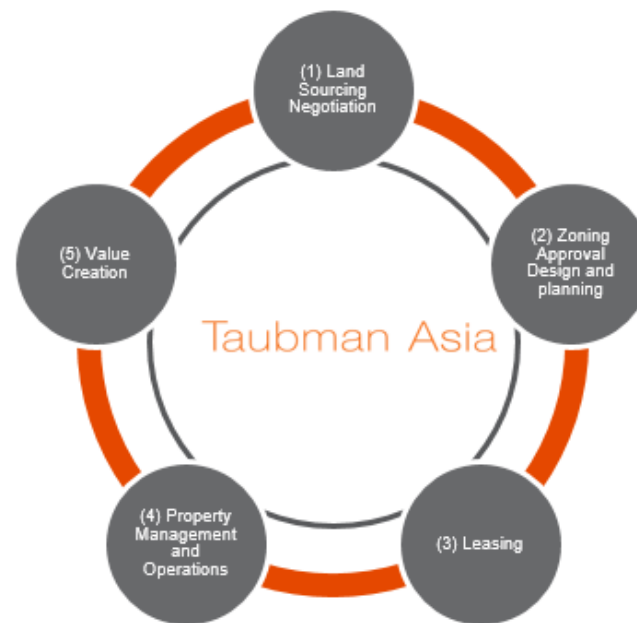 (1) Land
Sourcing
Negotiation
(2) Zoning
Approval
Design and
planning
(3) Leasing
(4) Property
Management
and
Operations
(5) Value
Creation
Taubman Asia